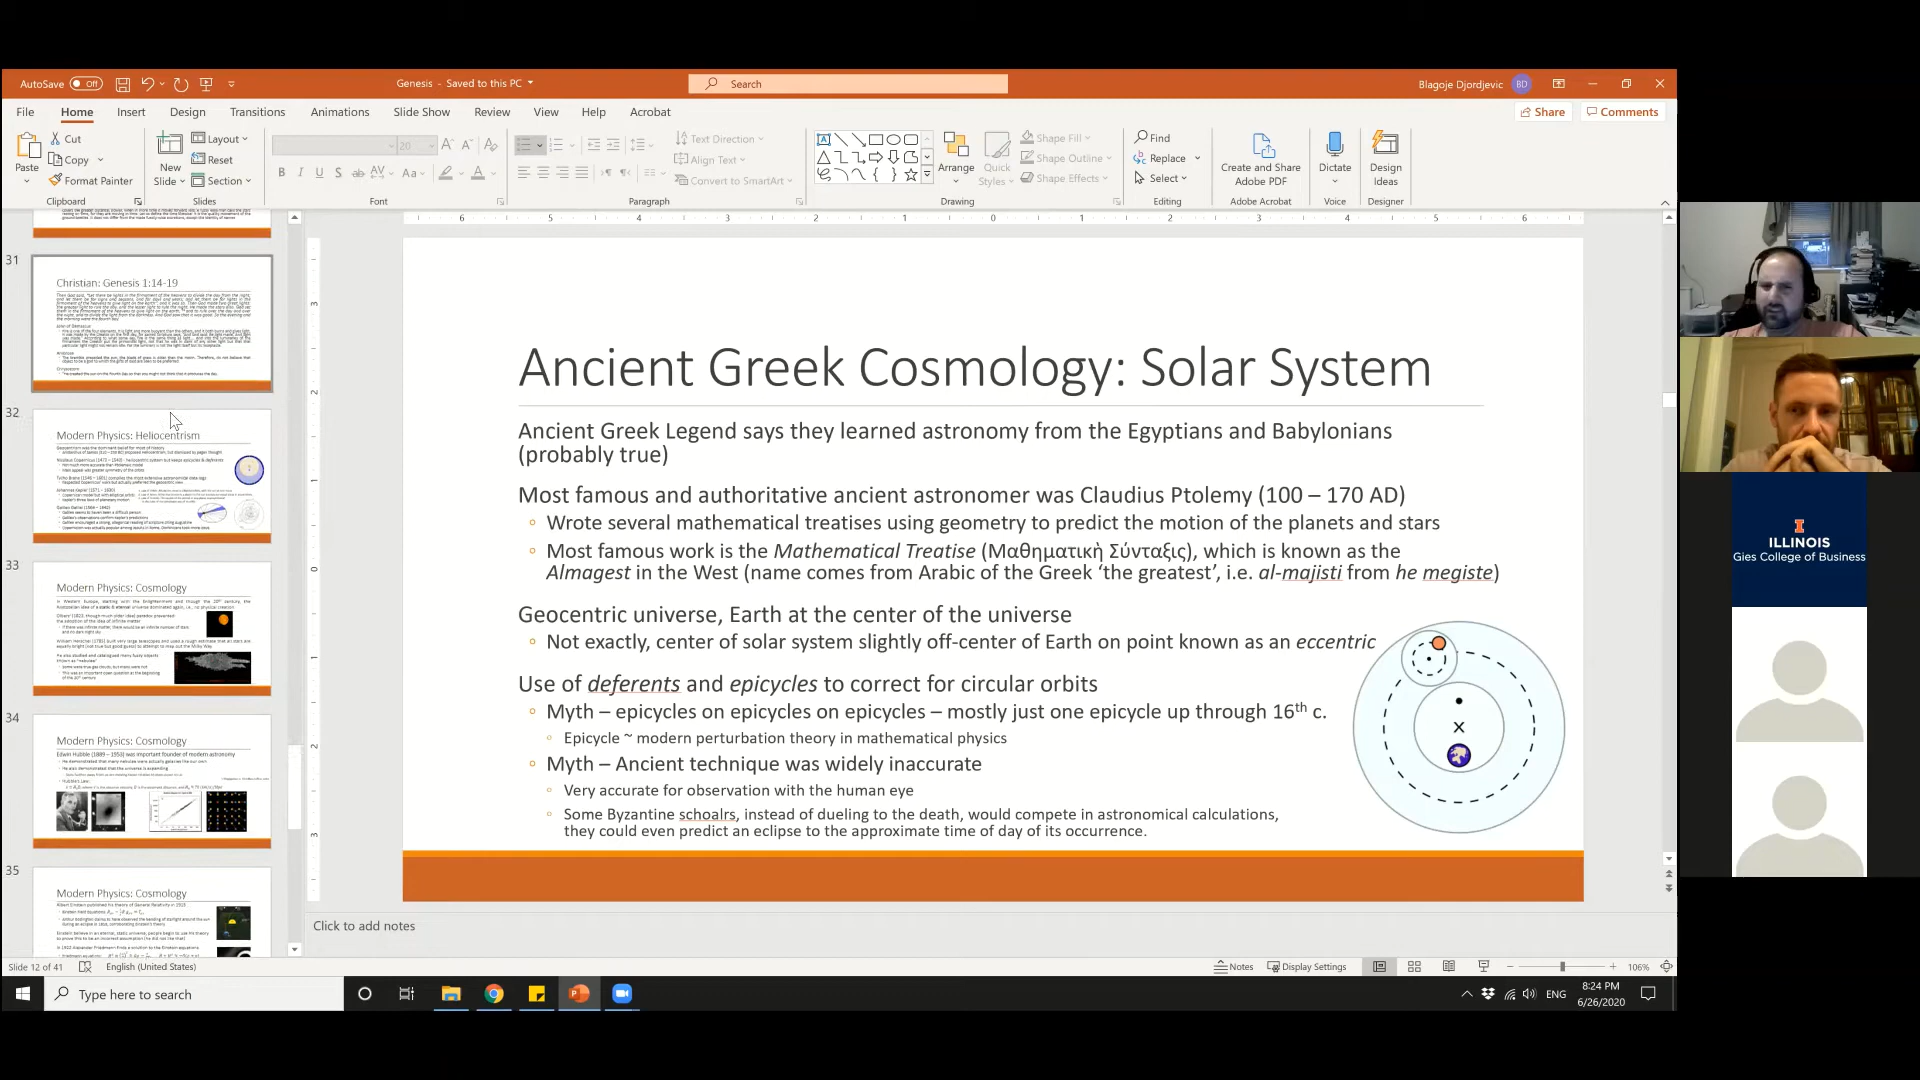 AutoSave Off
Genesis - Saved to this PC
Search
Blagoje Djordjevic BD
File Home Insert Design Transitions Animations Slide Show Review View Help Acrobat
Share Comments
Paste
Cut
Copy
Format Painter
Clipboard
New
Slide
Layout
Reset
Section
Slides
20
Font
Text Direction
Align Text
Convert to SmartArt
Paragraph
Arrange
Quick
Styles
Shape Fill
Shape Outline
Shape Effects
Drawing
Find
Replace
Select
Editing
Create and Share
Adobe PDF
Adobe Acrobat
Dictate
Voice
Design
Ideas
Designer
31
Christian: Genesis 1:14-19
32
Modern Physics: Heliocentrism
33
Modern Physics: Cosmology
34
Modern Physics: Cosmology
Edwin Hubble (1889 – 1953) was important founder of modern astronomy
35
Modern Physics: Cosmology
Ancient Greek Cosmology: Solar System
Ancient Greek Legend says they learned astronomy from the Egyptians and Babylonians
(probably true)
Most famous and authoritative ancient astronomer was Claudius Ptolemy (100 – 170 AD)
Wrote several mathematical treatises using geometry to predict the motion of the planets and stars
Most famous work is the Mathematical Treatise (Μαθηματικὴ Σύνταξις), which is known as the
Almagest in the West (name comes from Arabic of the Greek ‘the greatest’, i.e. al-majisti from he megiste)
Geocentric universe, Earth at the center of the universe
Not exactly, center of solar system slightly off-center of Earth on point known as an eccentric
Use of deferents and epicycles to correct for circular orbits
Myth – epicycles on epicycles on epicycles – mostly just one epicycle up through 16th c.
Epicycle ~ modern perturbation theory in mathematical physics
Myth – Ancient technique was widely inaccurate
Very accurate for observation with the human eye
Some Byzantine schoalrs, instead of dueling to the death, would compete in astronomical calculations,
they could even predict an eclipse to the approximate time of day of its occurrence.
ILLINOIS
Gies College of Business
Click to add notes
Slide 12 of 41
English (United States)
Notes
Display Settings
106%
Type here to search
ENG
8:24 PM
6/26/2020